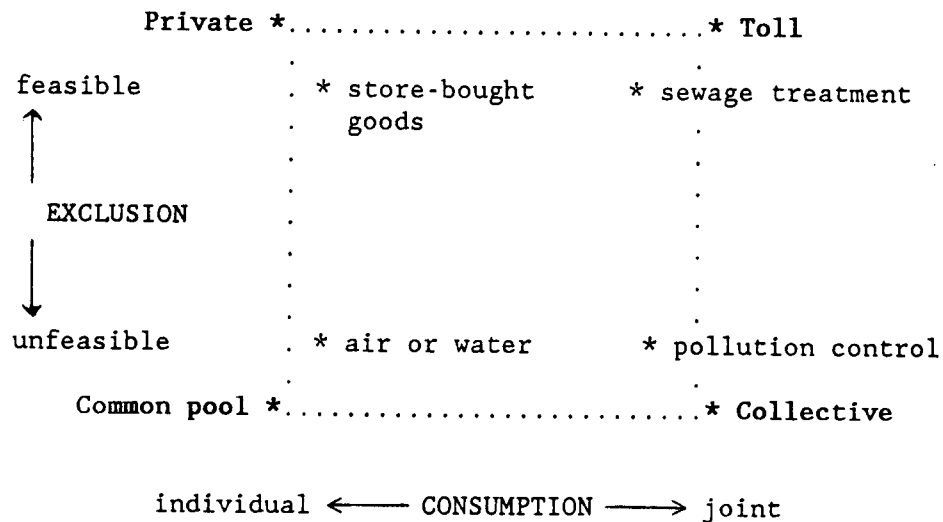 Private *...........................* Toll
feasible . * store-bought * sewage treatment
goods
EXCLUSION
unfeasible . * air or water * pollution control
Common pool *...........................* Collective
individual ←── CONSUMPTION ──→ joint